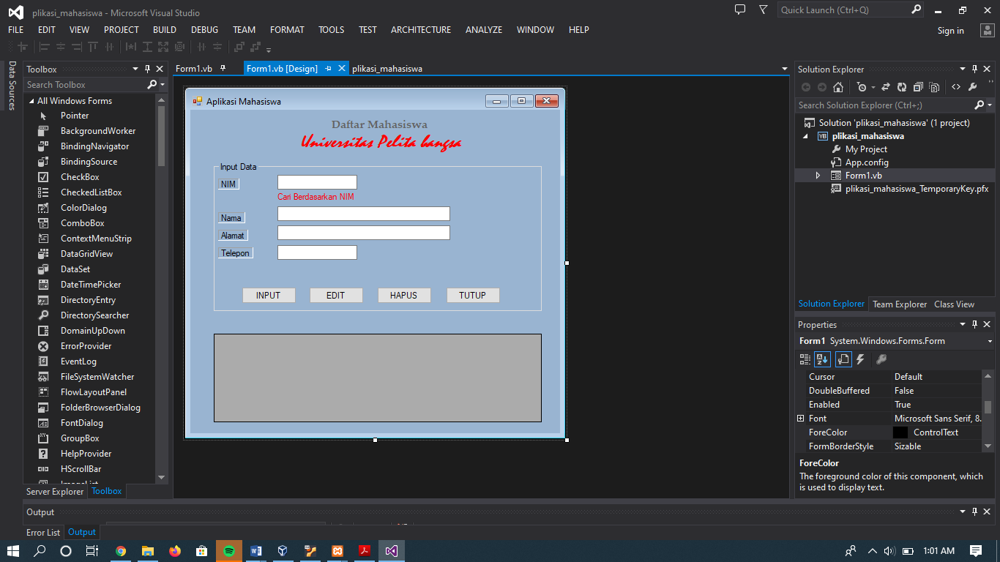 plikasi_mahasiswa - Microsoft Visual Studio
Quick Launch (Ctrl+Q)
FILE EDIT VIEW PROJECT BUILD DEBUG TEAM FORMAT TOOLS TEST ARCHITECTURE ANALYZE WINDOW HELP
Sign in
Data Sources
Toolbox
Search Toolbox
All Windows Forms
Pointer
BackgroundWorker
BindingNavigator
BindingSource
CheckBox
CheckedListBox
ColorDialog
ComboBox
ContextMenuStrip
DataGridView
DataSet
DateTimePicker
DirectoryEntry
DirectorySearcher
DomainUpDown
ErrorProvider
EventLog
FileSystemWatcher
FlowLayoutPanel
FolderBrowserDialog
FontDialog
GroupBox
HelpProvider
HScrollBar
ImageList
Server Explorer Toolbox
Form1.vb Form1.vb [Design] plikasi_mahasiswa
Aplikasi Mahasiswa
Daftar Mahasiswa
Universitas Pelita bangsa
Input Data
NIM
Cari Berdasarkan NIM
Nama
Alamat
Telepon
INPUT EDIT HAPUS TUTUP
Solution Explorer
Search Solution Explorer (Ctrl+;)
Solution 'plikasi_mahasiswa' (1 project)
VB plikasi_mahasiswa
My Project
App.config
Form1.vb
plikasi_mahasiswa_TemporaryKey.pfx
Solution Explorer Team Explorer Class View
Properties
Form1 System.Windows.Forms.Form
Cursor Default
DoubleBuffered False
Enabled True
Font Microsoft Sans Serif, 8.
ForeColor ControlText
FormBorderStyle Sizable
ForeColor
The foreground color of this component, which
is used to display text.
Output
Error List Output
1:01 AM